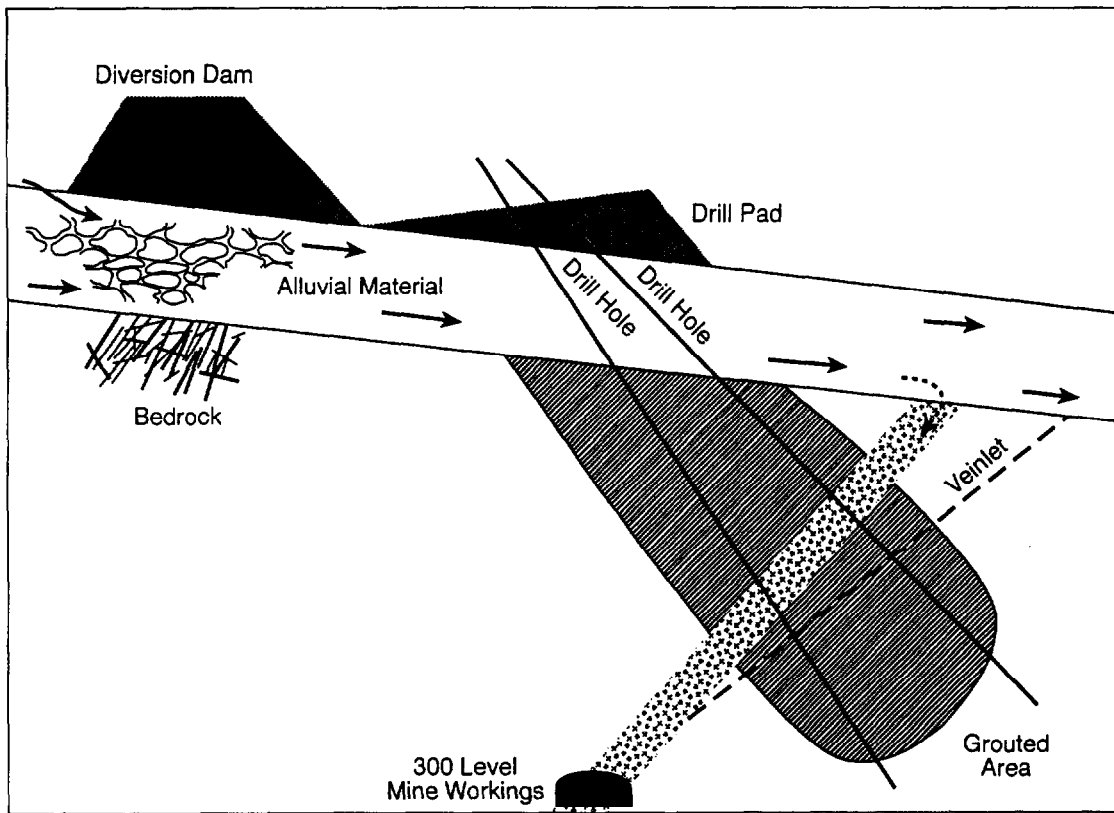 Diversion Dam
Drill Pad
Drill Hole
Drill Hole
Alluvial Material
Bedrock
Veinlet
300 Level
Mine Workings
Grouted
Area